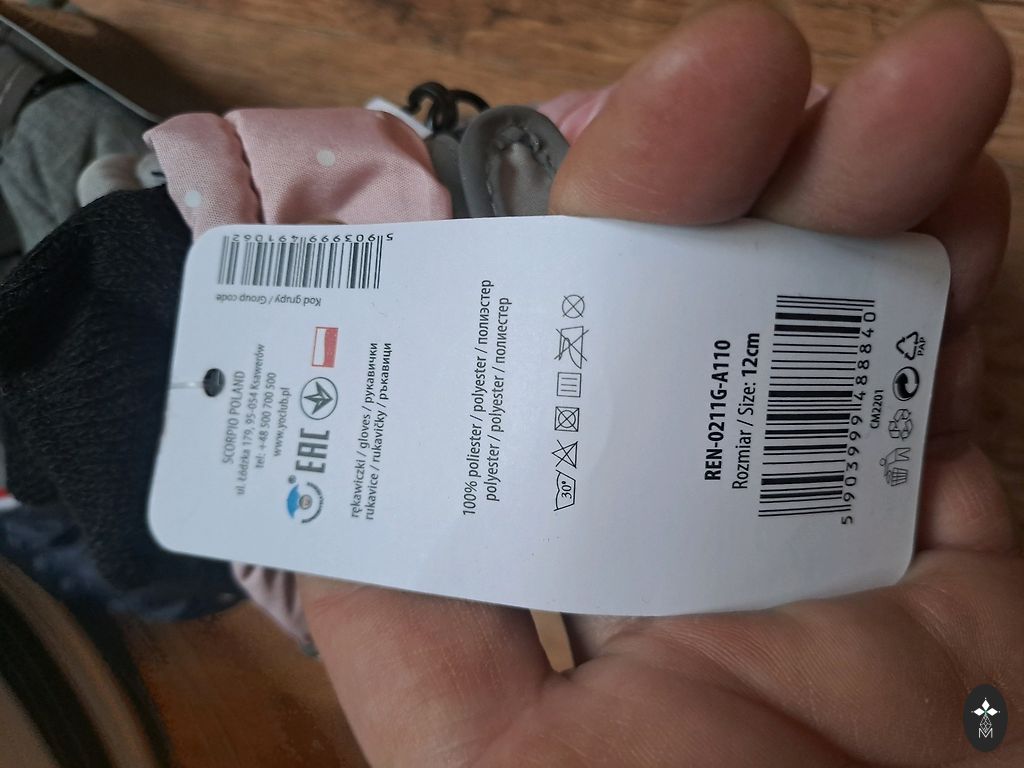 Kod grupy / Group code:
5 903999 491062
SCORPIO POLAND
ul. Łódzka 179, 95-054 Ksawerów
tel: +48 500 700 500
www.yoclub.pl
EAC
rękawiczki / gloves / рукавички
rukavice / rukavičky / ръкавици
100% poliester / polyester / полиэстер
polyester / polyester / полиестер
30°
REN-0211G-A110
Rozmiar / Size: 12cm
5 903999 488840
CM2201
PAP
M